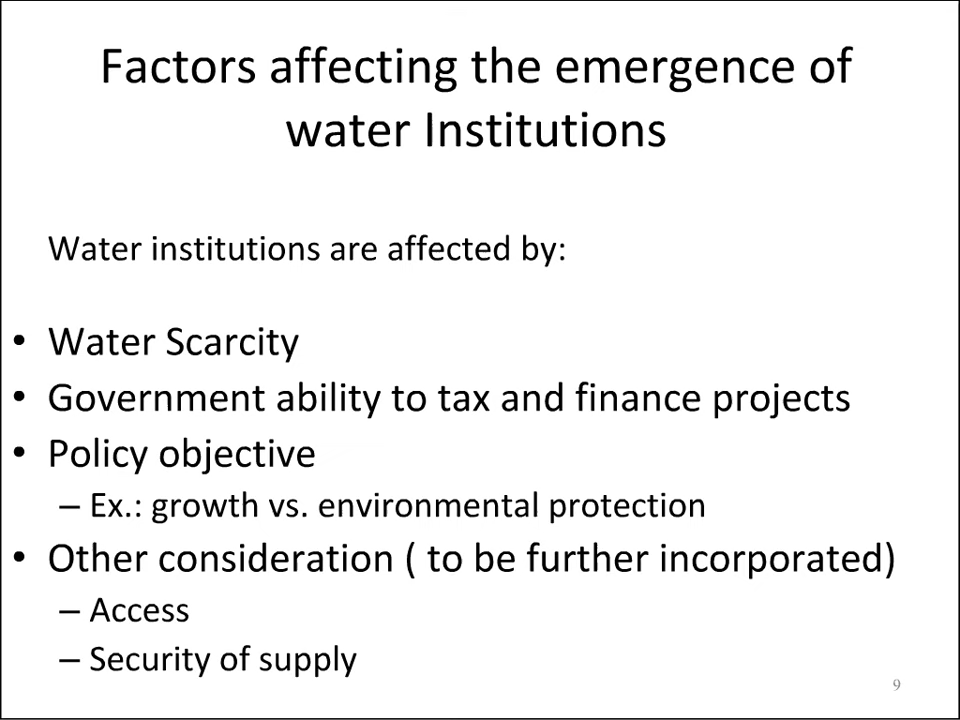 Factors affecting the emergence of
water Institutions
Water institutions are affected by:
• Water Scarcity
• Government ability to tax and finance projects
• Policy objective
– Ex.: growth vs. environmental protection
• Other consideration ( to be further incorporated)
– Access
– Security of supply
9